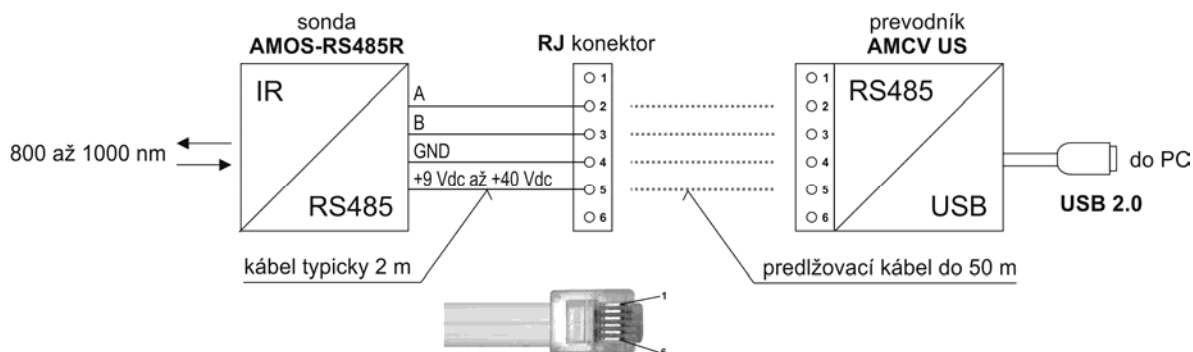 sonda
AMOS-RS485R
RJ konektor
prevodník
AMCV US
IR
RS485
A
B
GND
+9 Vdc až +40 Vdc
1
2
3
4
5
6
1
2
3
4
5
6
RS485
USB
800 až 1000 nm
do PC
USB 2.0
kábel typicky 2 m
predlžovací kábel do 50 m
1
6